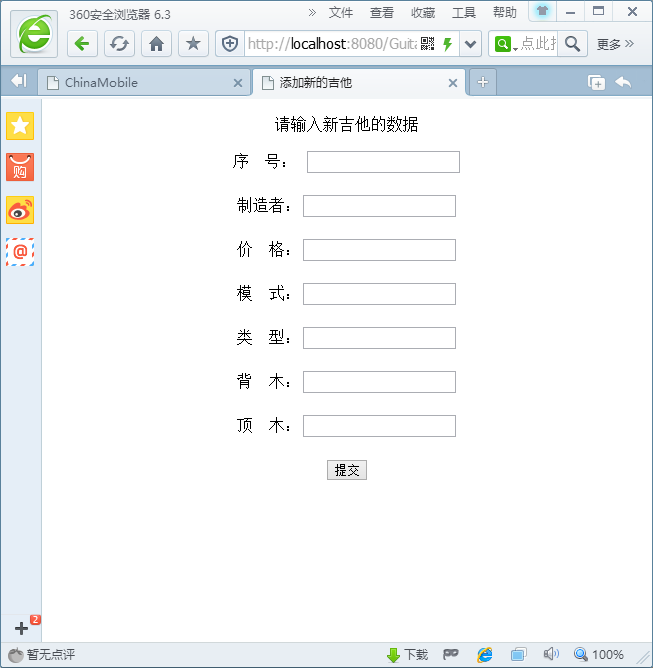 360安全浏览器 6.3
» 文件 查看 收藏 工具 帮助
http://localhost:8080/Guita
点此 更多 »
ChinaMobile
添加新的吉他
请输入新吉他的数据
序 号：
制造者：
价 格：
模 式：
类 型：
背 木：
顶 木：
提交
购
@
2
暂无点评 下载 100%